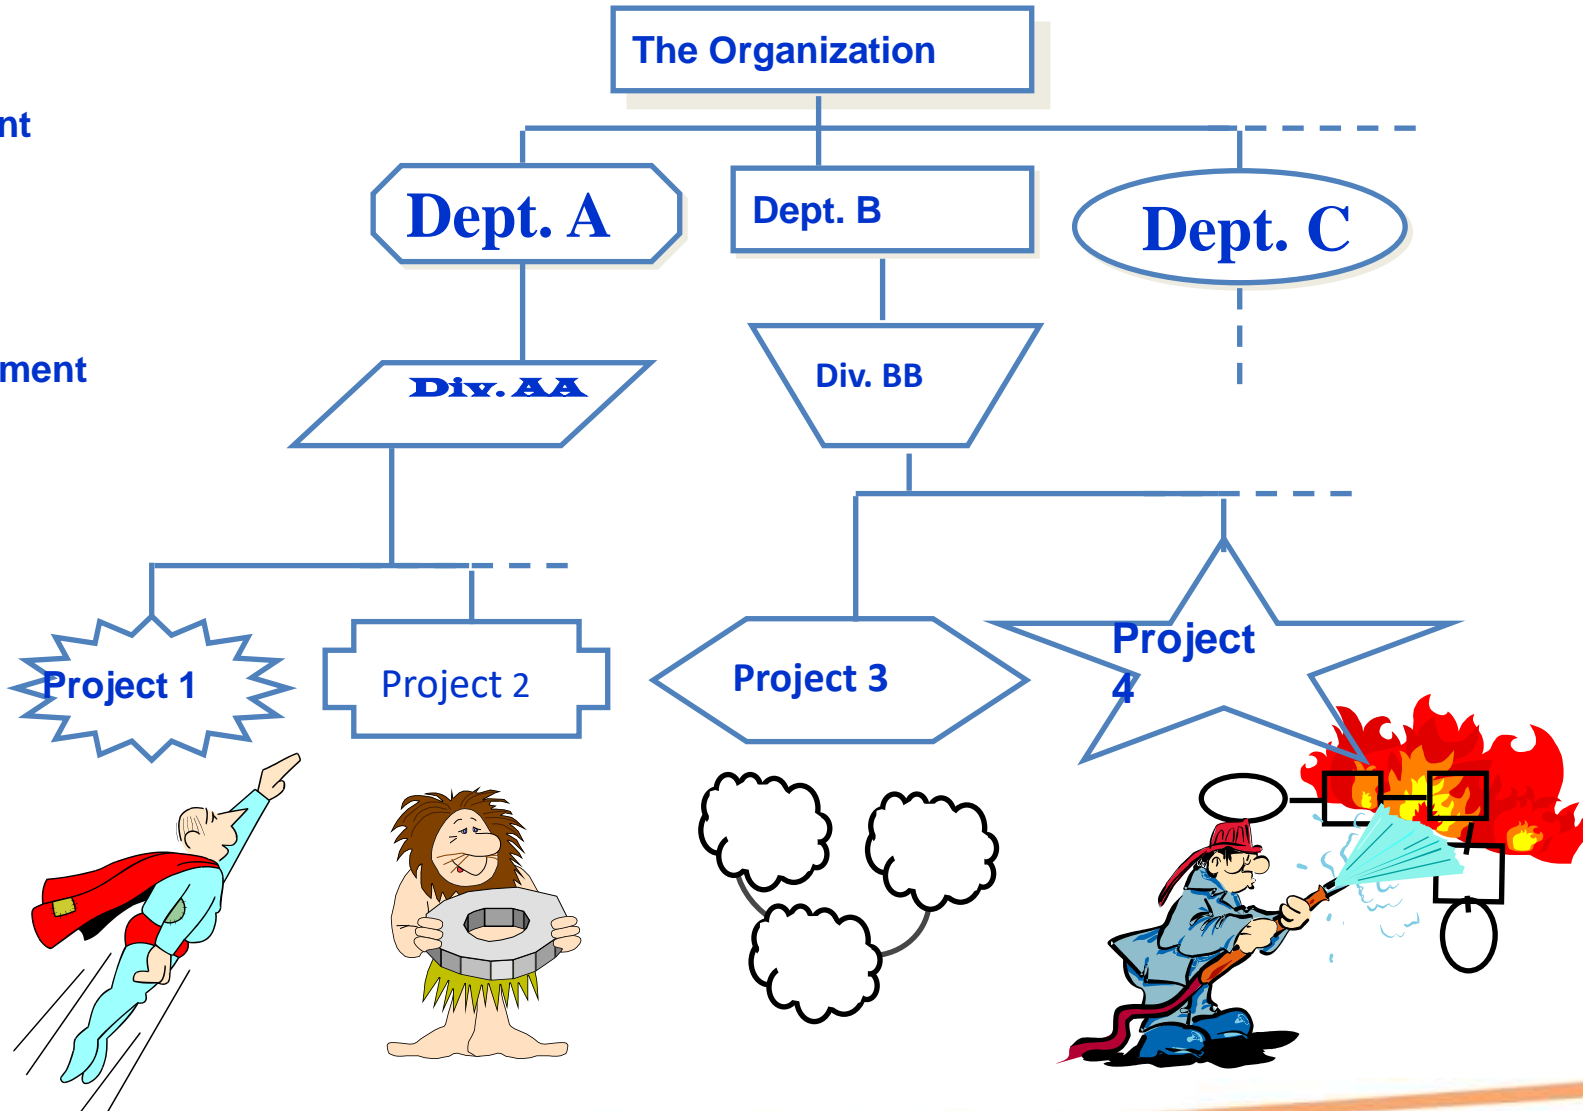 The Organization
nt
Dept. A
Dept. B
Dept. C
ment
Div. AA
Div. BB
Project 1
Project 2
Project 3
Project
4